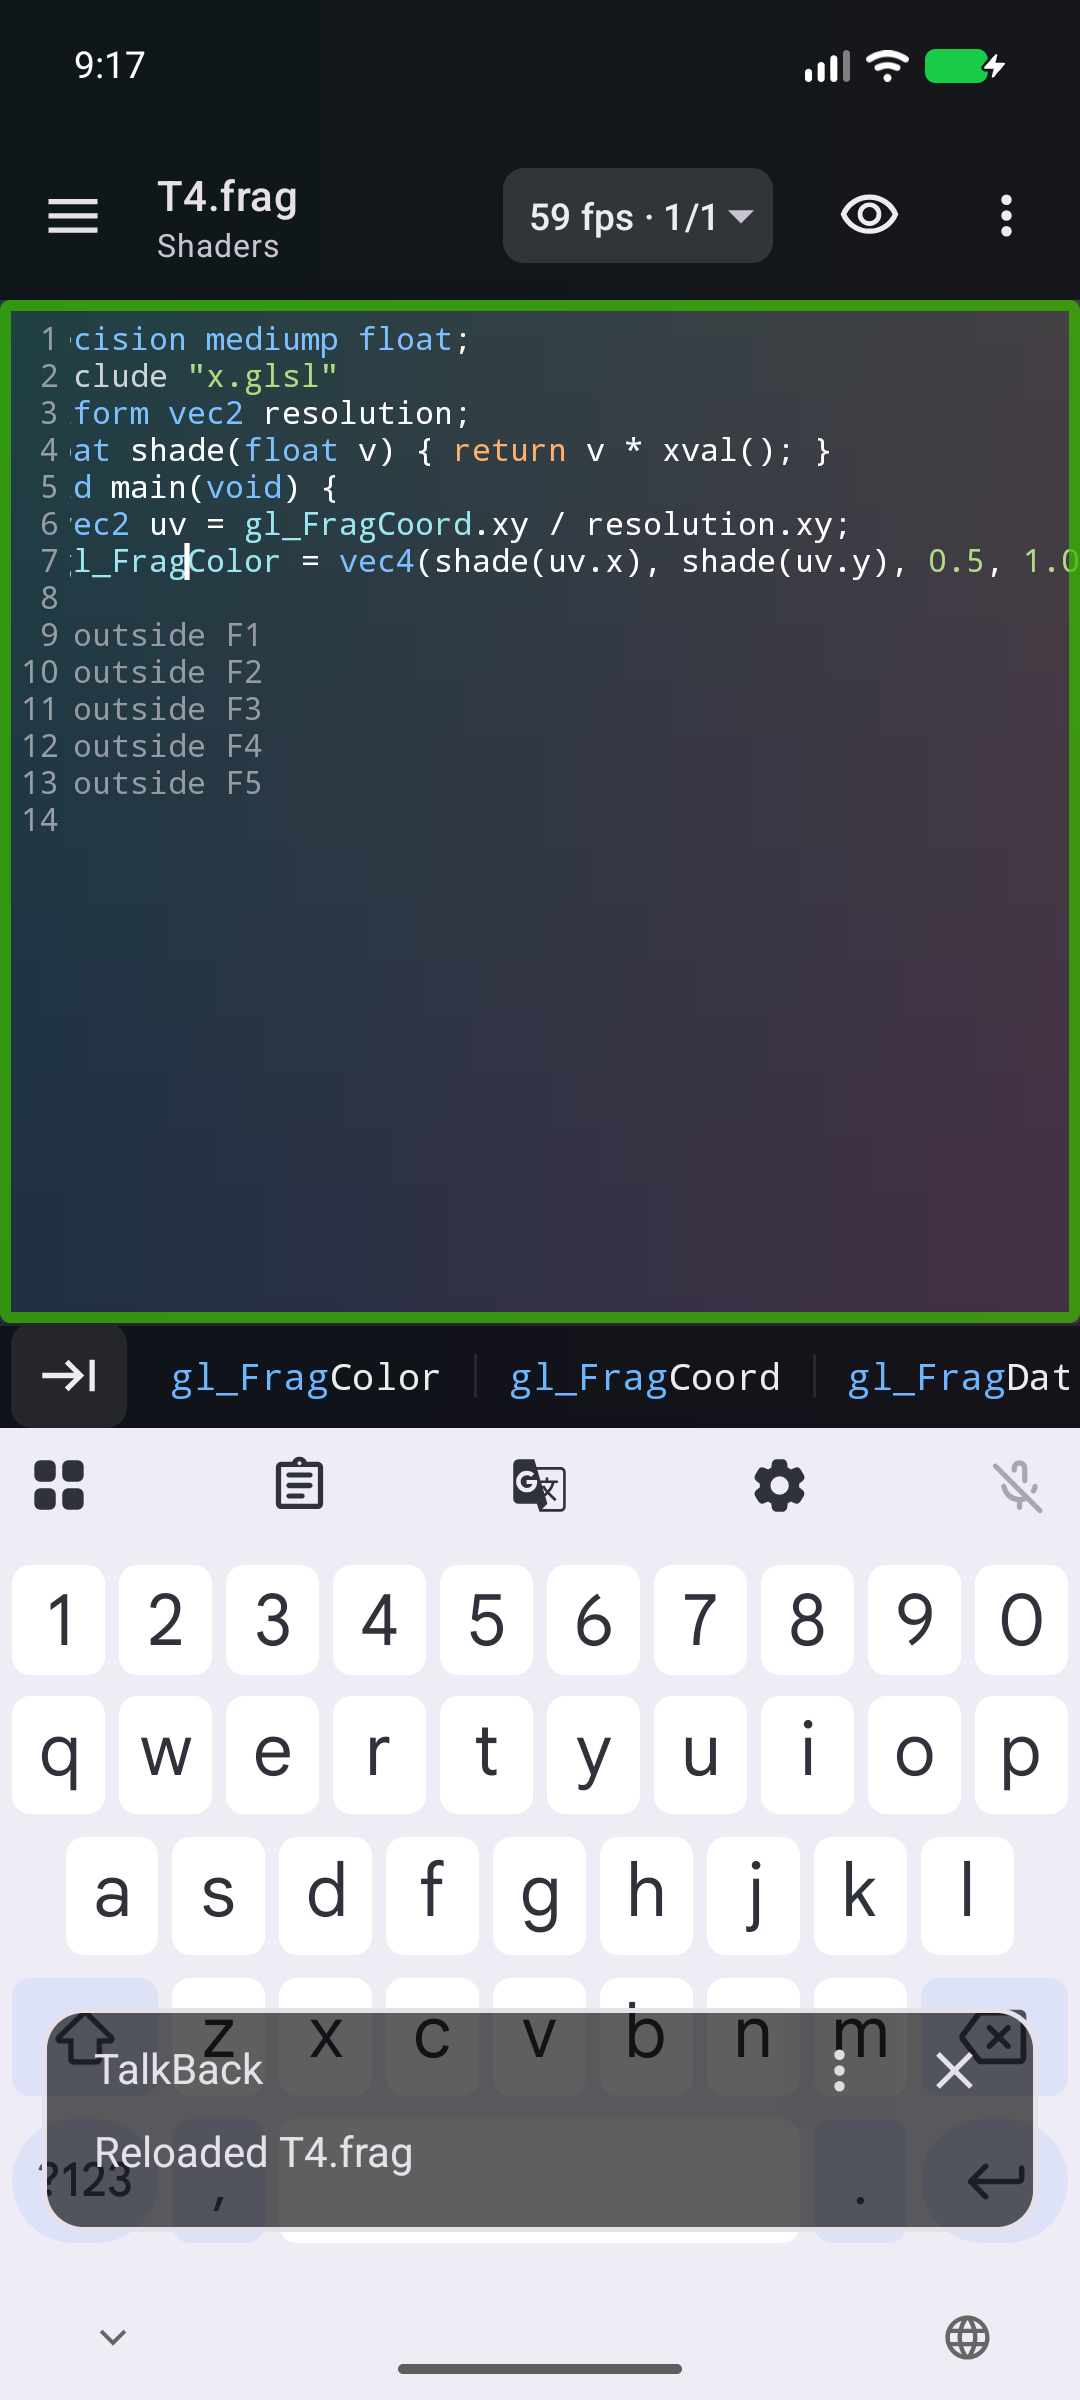 9:17
T4.frag
Shaders
59 fps · 1/1
1 cision mediump float;
2 clude "x.glsl"
3 form vec2 resolution;
4 at shade(float v) { return v * xval(); }
5 d main(void) {
6 vec2 uv = gl_FragCoord.xy / resolution.xy;
7 gl_FragColor = vec4(shade(uv.x), shade(uv.y), 0.5, 1.0
8
9 outside F1
10 outside F2
11 outside F3
12 outside F4
13 outside F5
14
gl_FragColor gl_FragCoord gl_FragDat
1 2 3 4 5 6 7 8 9 0
q w e r t y u i o p
a s d f g h j k l
z x c v b n m
TalkBack
Reloaded T4.frag
?123 , .